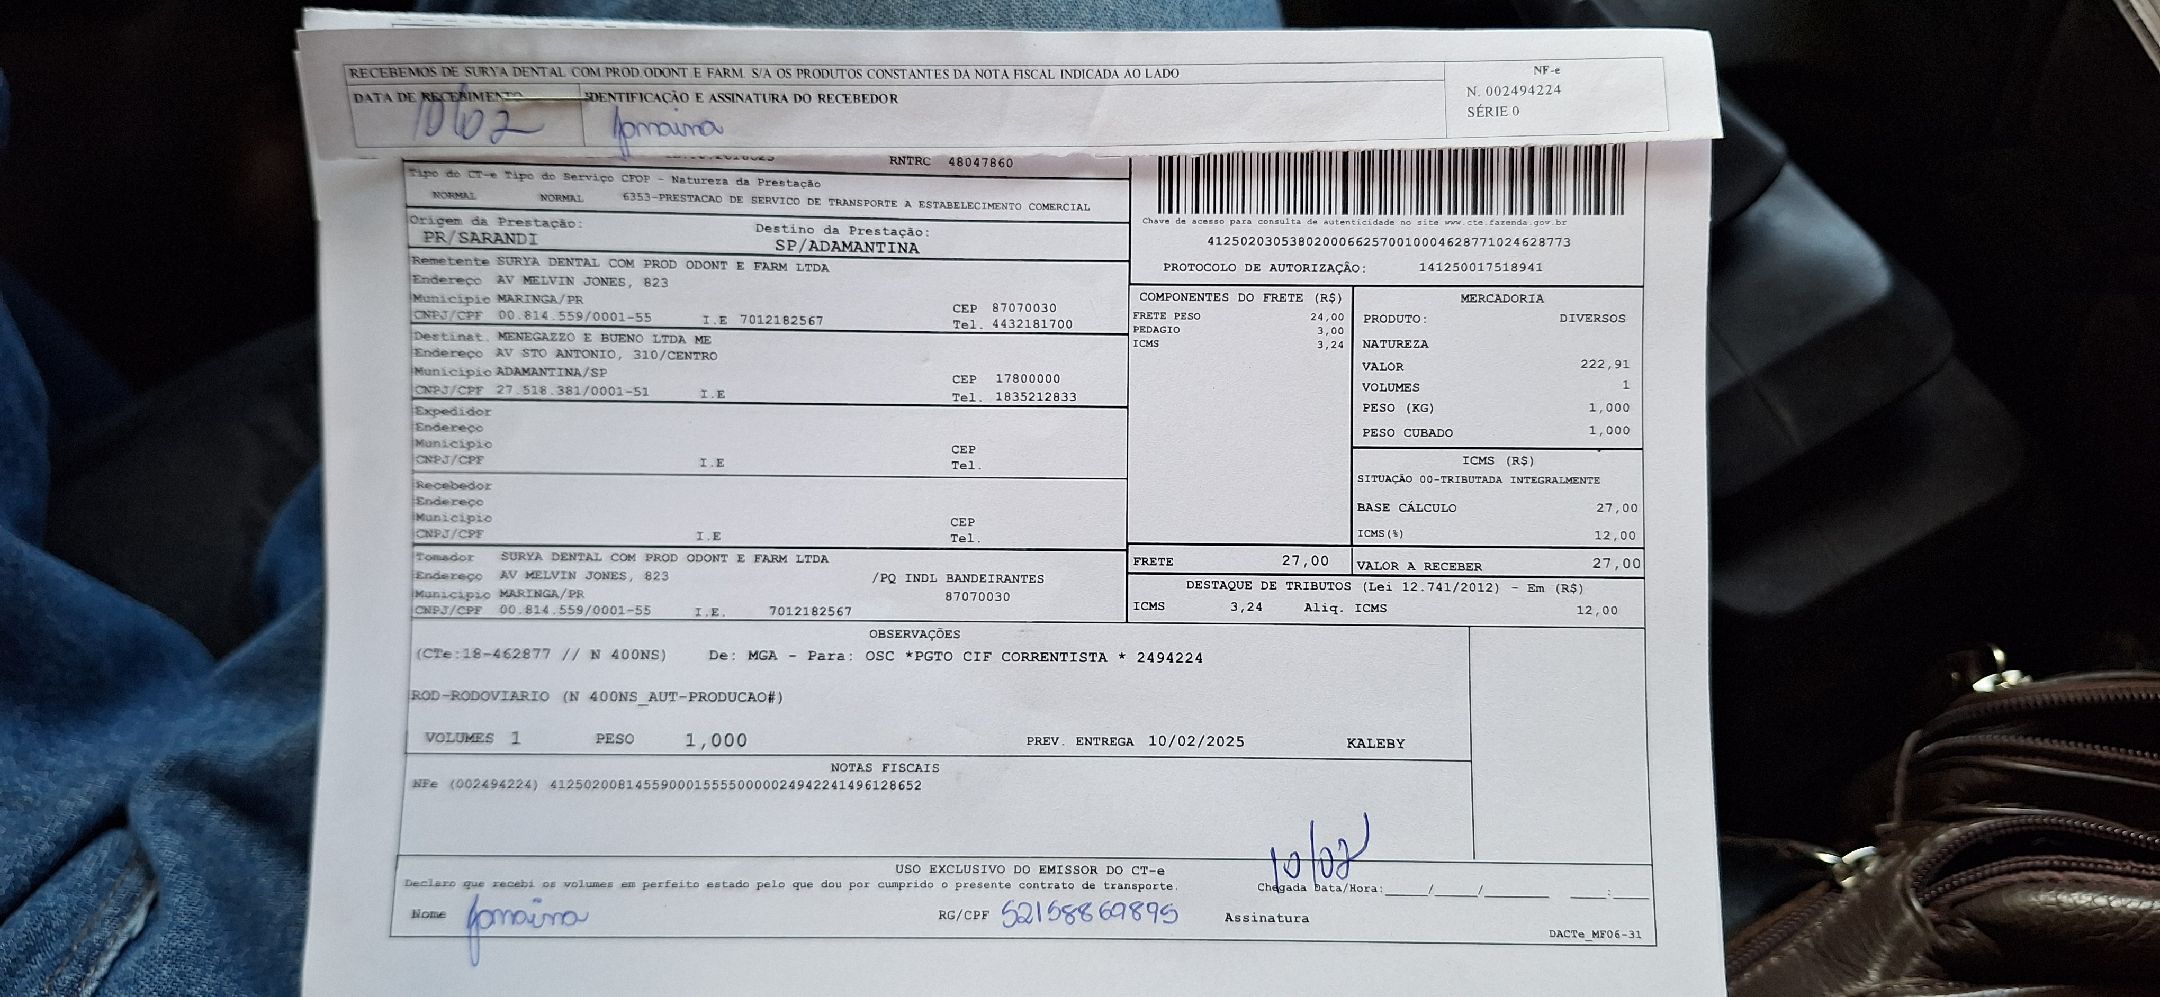 RECEBEMOS DE SURYA DENTAL COM PROD ODONT E FARM. S/A OS PRODUTOS CONSTANTES DA NOTA FISCAL INDICADA AO LADO
NF-e
N. 002494224
SÉRIE 0
DATA DE RECEBIMENTO IDENTIFICAÇÃO E ASSINATURA DO RECEBEDOR
10/02 Janaina
RNTRC 48047860
Tipo do CT-e Tipo do Serviço CFOP - Natureza da Prestação
NORMAL NORMAL 6353-PRESTACAO DE SERVICO DE TRANSPORTE A ESTABELECIMENTO COMERCIAL
Origem da Prestação: Destino da Prestação:
PR/SARANDI SP/ADAMANTINA
Chave de acesso para consulta de autenticidade no site www.cte.fazenda.gov.br
41250203053802000662570010004628771024628773
PROTOCOLO DE AUTORIZAÇÃO: 141250017518941
Remetente SURYA DENTAL COM PROD ODONT E FARM LTDA
Endereço AV MELVIN JONES, 823
Município MARINGA/PR CEP 87070030
CNPJ/CPF 00.814.559/0001-55 I.E 7012182567 Tel. 4432181700
Destinat. MENEGAZZO E BUENO LTDA ME
Endereço AV STO ANTONIO, 310/CENTRO
Município ADAMANTINA/SP CEP 17800000
CNPJ/CPF 27.518.381/0001-51 I.E Tel. 1835212833
Expedidor
Endereço
Município CEP
CNPJ/CPF I.E Tel.
Recebedor
Endereço
Município CEP
CNPJ/CPF I.E Tel.
Tomador SURYA DENTAL COM PROD ODONT E FARM LTDA
Endereço AV MELVIN JONES, 823 /PQ INDL BANDEIRANTES
Município MARINGA/PR 87070030
CNPJ/CPF 00.814.559/0001-55 I.E. 7012182567
COMPONENTES DO FRETE (R$)
FRETE PESO 24,00
PEDAGIO 3,00
ICMS 3,24
MERCADORIA
PRODUTO: DIVERSOS
NATUREZA
VALOR 222,91
VOLUMES 1
PESO (KG) 1,000
PESO CUBADO 1,000
ICMS (R$)
SITUAÇÃO 00-TRIBUTADA INTEGRALMENTE
BASE CÁLCULO 27,00
ICMS(%) 12,00
FRETE 27,00 VALOR A RECEBER 27,00
DESTAQUE DE TRIBUTOS (Lei 12.741/2012) - Em (R$)
ICMS 3,24 Aliq. ICMS 12,00
OBSERVAÇÕES
(CTe:18-462877 // N 400NS) De: MGA - Para: OSC *PGTO CIF CORRENTISTA * 2494224
ROD-RODOVIARIO (N 400NS_AUT-PRODUCAO#)
VOLUMES 1 PESO 1,000 PREV. ENTREGA 10/02/2025 KALEBY
NOTAS FISCAIS
NFe (002494224) 41250200814559000155550000024942241496128652
USO EXCLUSIVO DO EMISSOR DO CT-e
10/02
Declaro que recebi os volumes em perfeito estado pelo que dou por cumprido o presente contrato de transporte. Chegada Data/Hora:____/____/________ ____:____
Nome Janaina RG/CPF 52158869895 Assinatura
DACTe_MF06-31